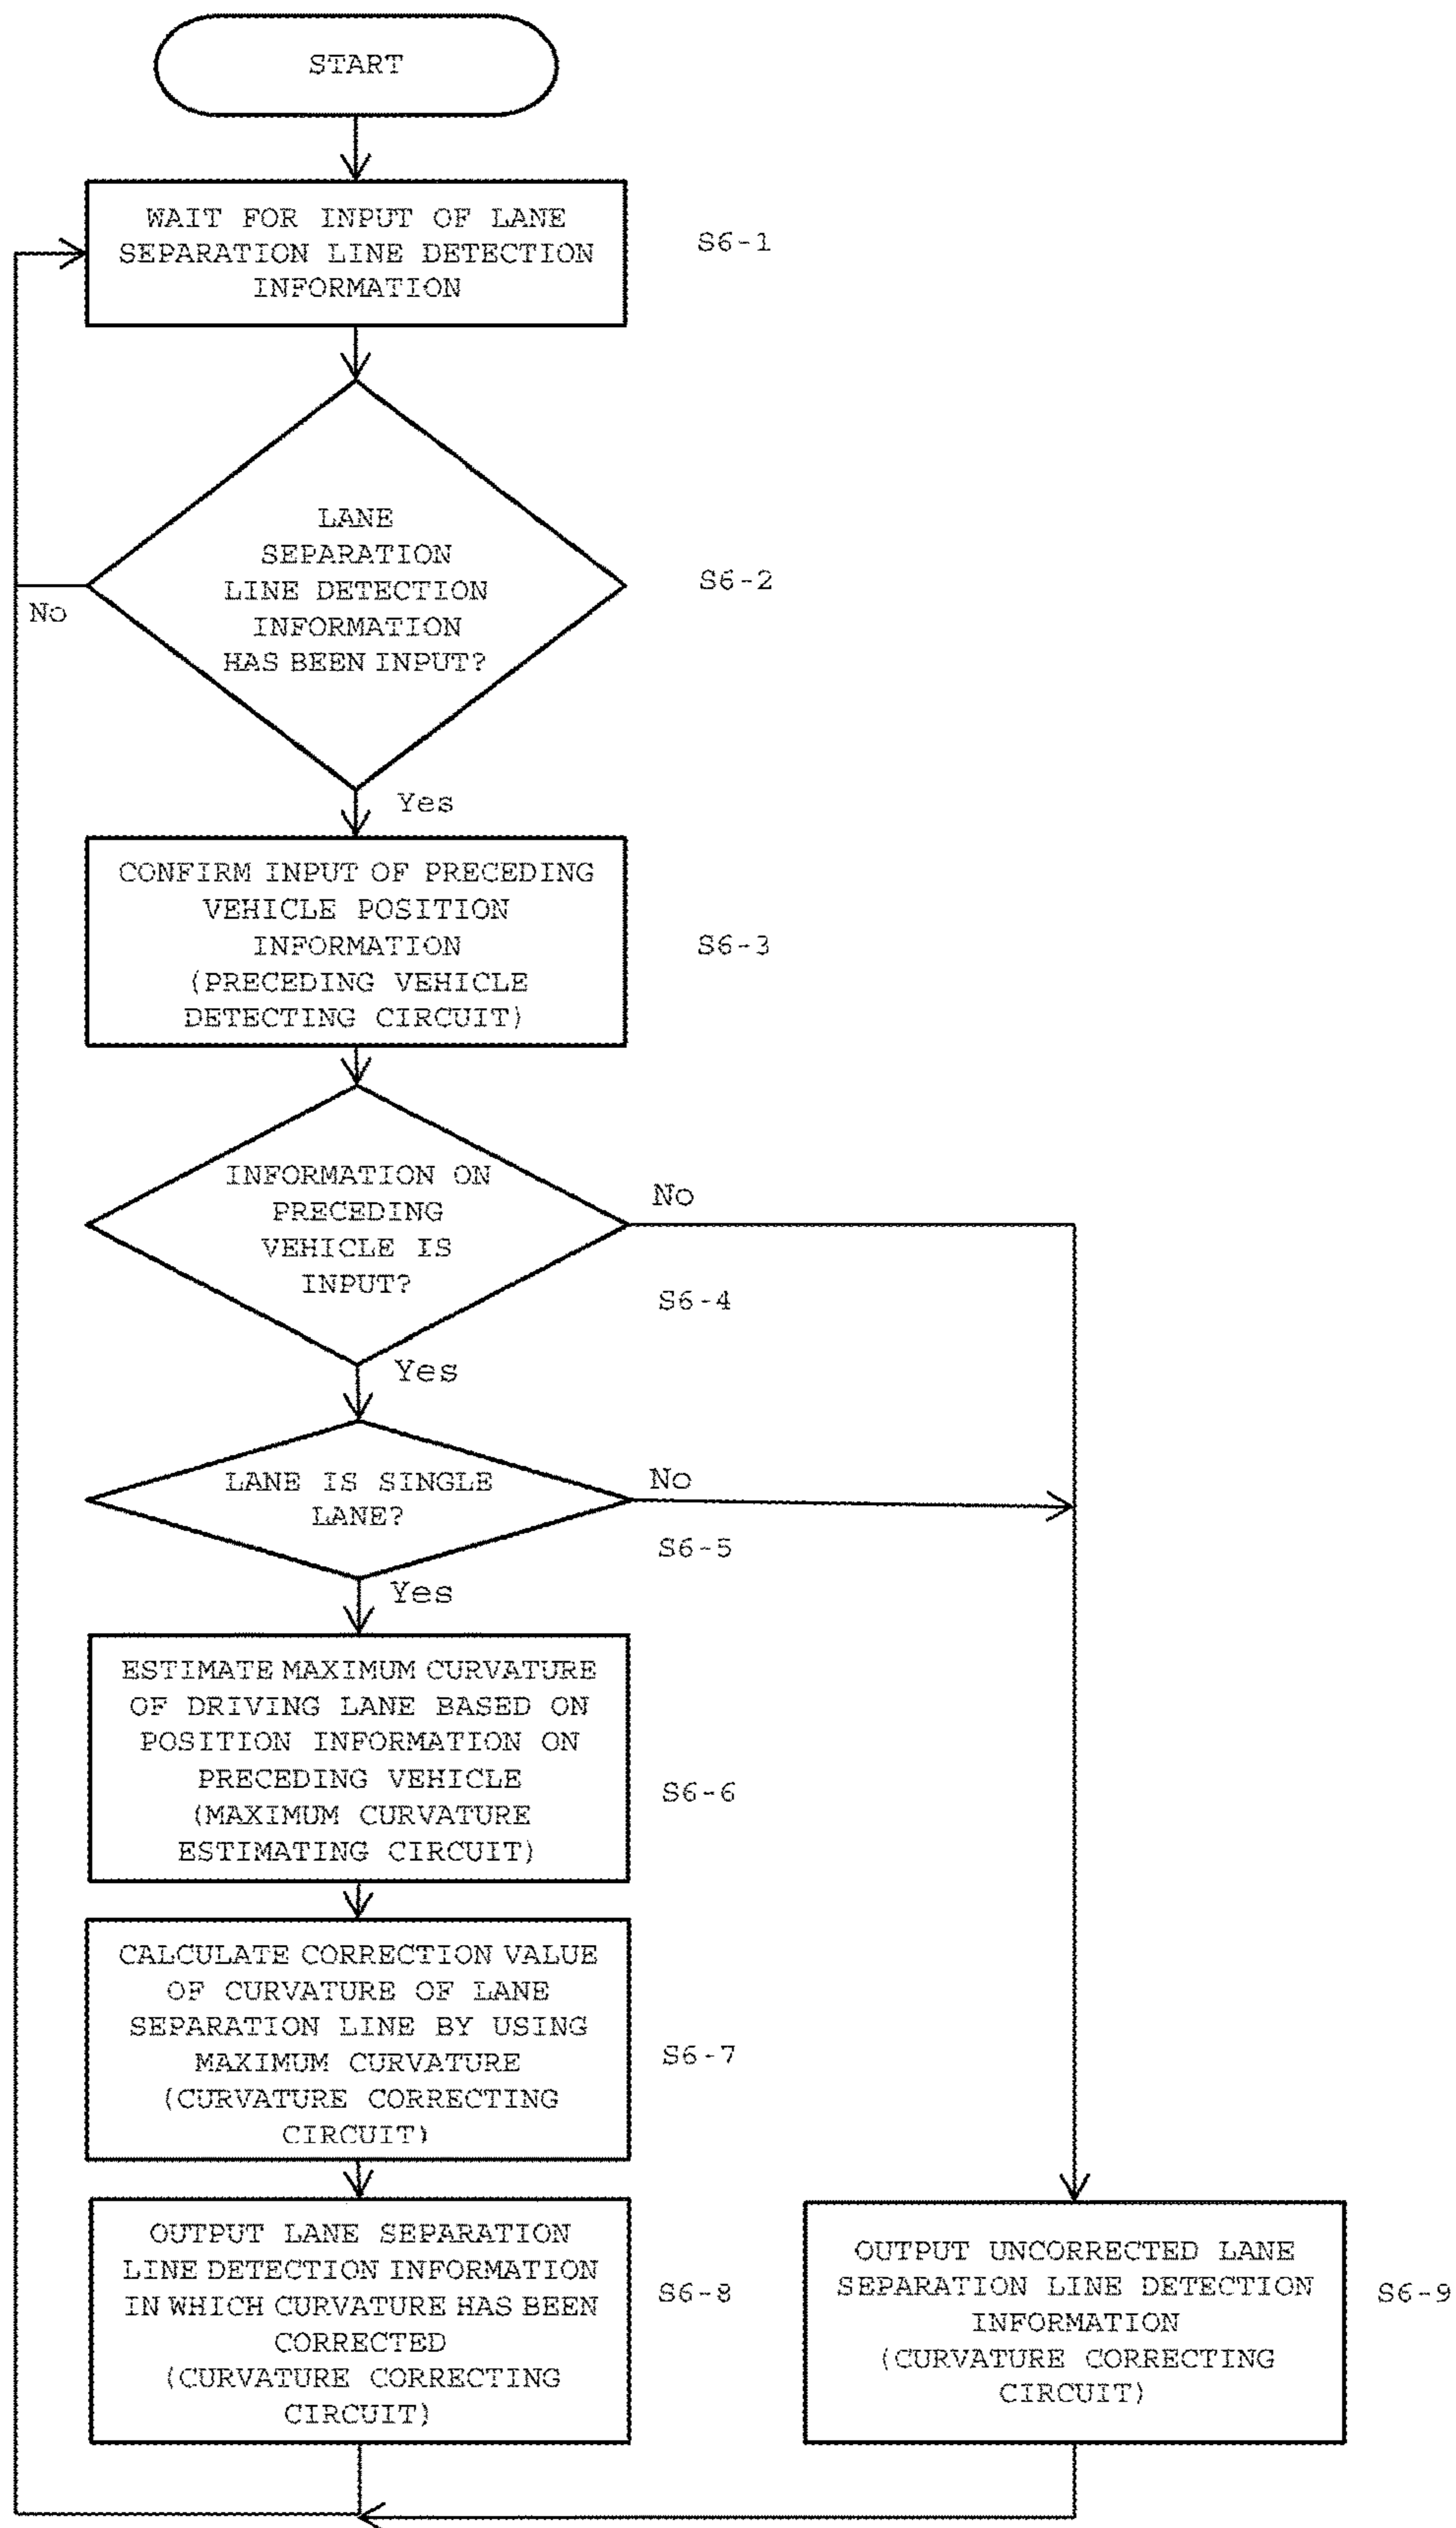 START
WAIT FOR INPUT OF LANE
SEPARATION LINE DETECTION
INFORMATION
S6-1
LANE
SEPARATION
LINE DETECTION
INFORMATION
HAS BEEN INPUT?
S6-2
No
Yes
CONFIRM INPUT OF PRECEDING
VEHICLE POSITION
INFORMATION
(PRECEDING VEHICLE
DETECTING CIRCUIT)
S6-3
INFORMATION ON
PRECEDING
VEHICLE IS
INPUT?
No
S6-4
Yes
LANE IS SINGLE
LANE?
No
S6-5
Yes
ESTIMATE MAXIMUM CURVATURE
OF DRIVING LANE BASED ON
POSITION INFORMATION ON
PRECEDING VEHICLE
(MAXIMUM CURVATURE
ESTIMATING CIRCUIT)
S6-6
CALCULATE CORRECTION VALUE
OF CURVATURE OF LANE
SEPARATION LINE BY USING
MAXIMUM CURVATURE
(CURVATURE CORRECTING
CIRCUIT)
S6-7
OUTPUT LANE SEPARATION
LINE DETECTION INFORMATION
IN WHICH CURVATURE HAS BEEN
CORRECTED
(CURVATURE CORRECTING
CIRCUIT)
S6-8
OUTPUT UNCORRECTED LANE
SEPARATION LINE DETECTION
INFORMATION
(CURVATURE CORRECTING
CIRCUIT)
S6-9